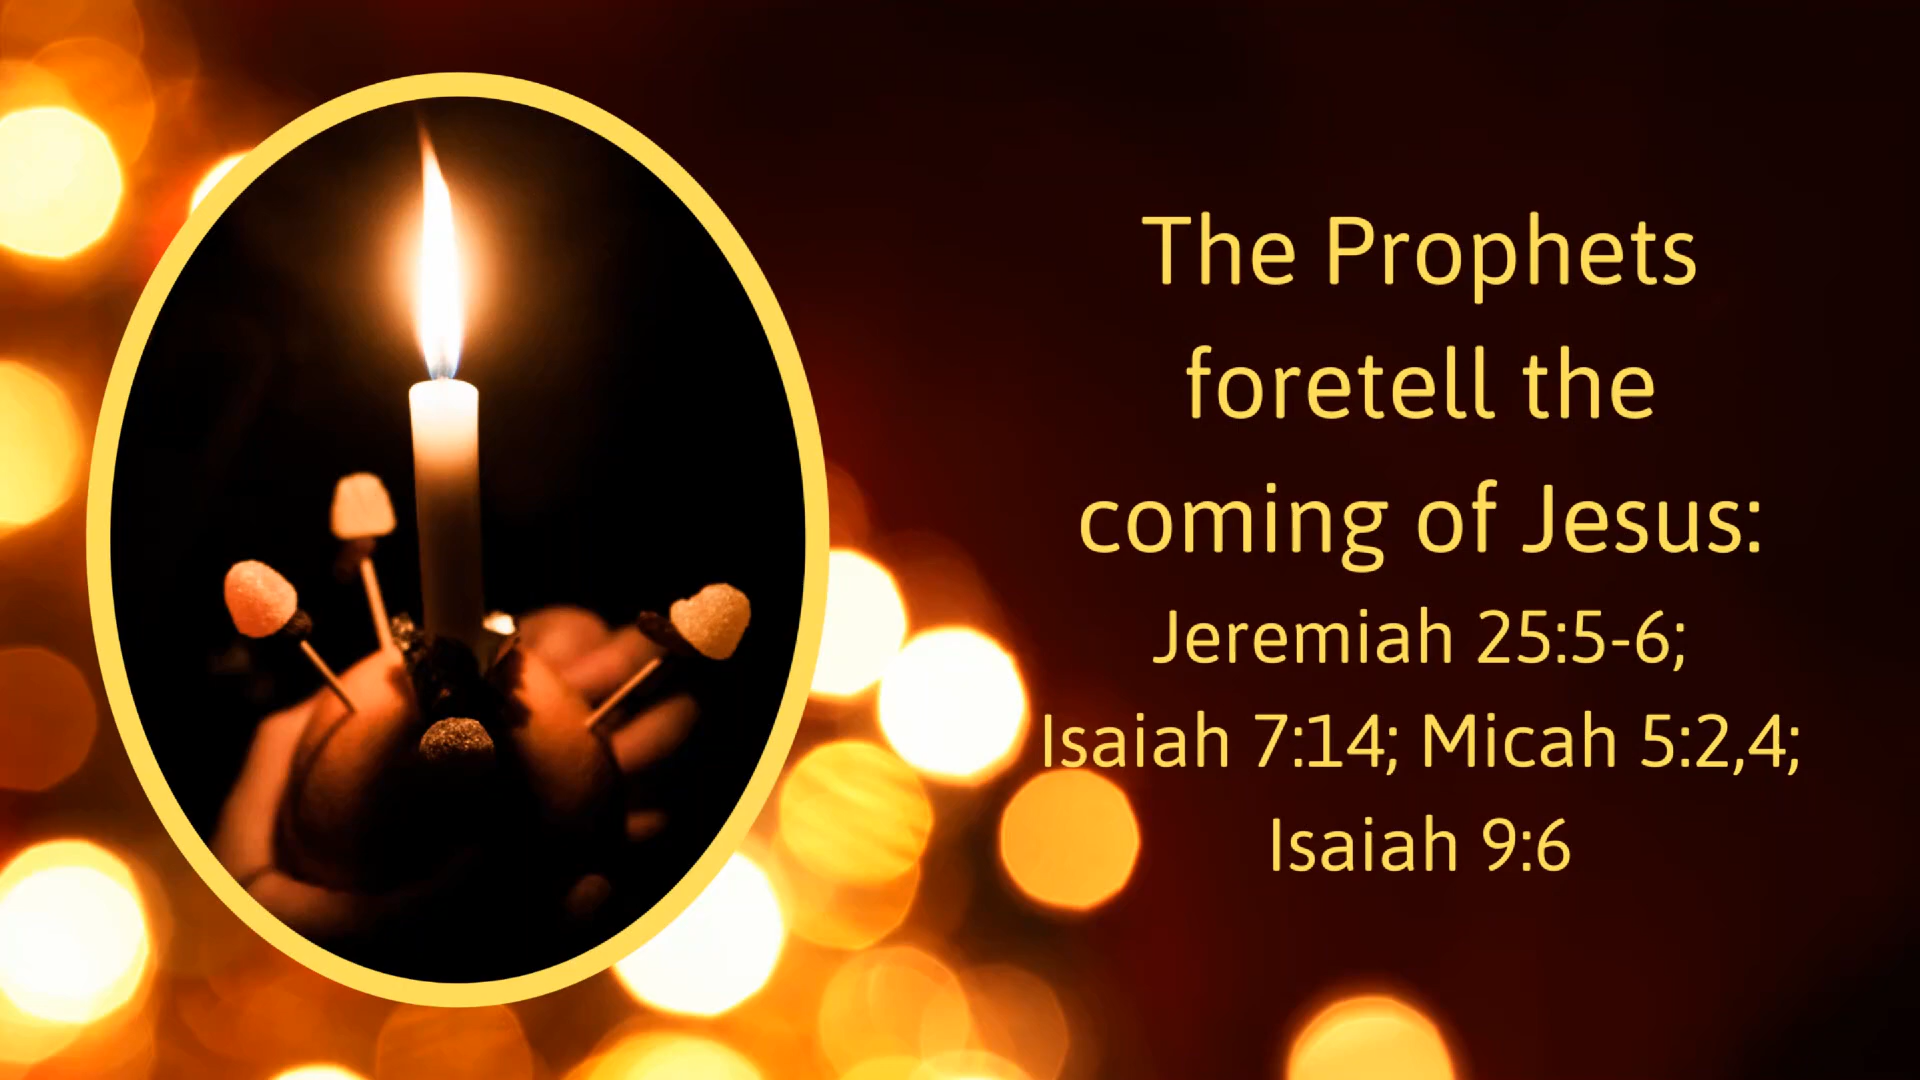 The Prophets
foretell the
coming of Jesus:
Jeremiah 25:5-6;
Isaiah 7:14; Micah 5:2,4;
Isaiah 9:6